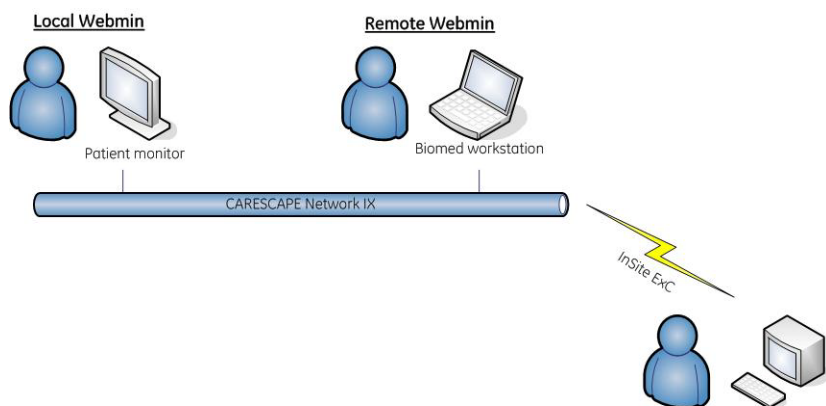 Local Webmin
Remote Webmin
Patient monitor
Biomed workstation
CARESCAPE Network IX
InSite ExC